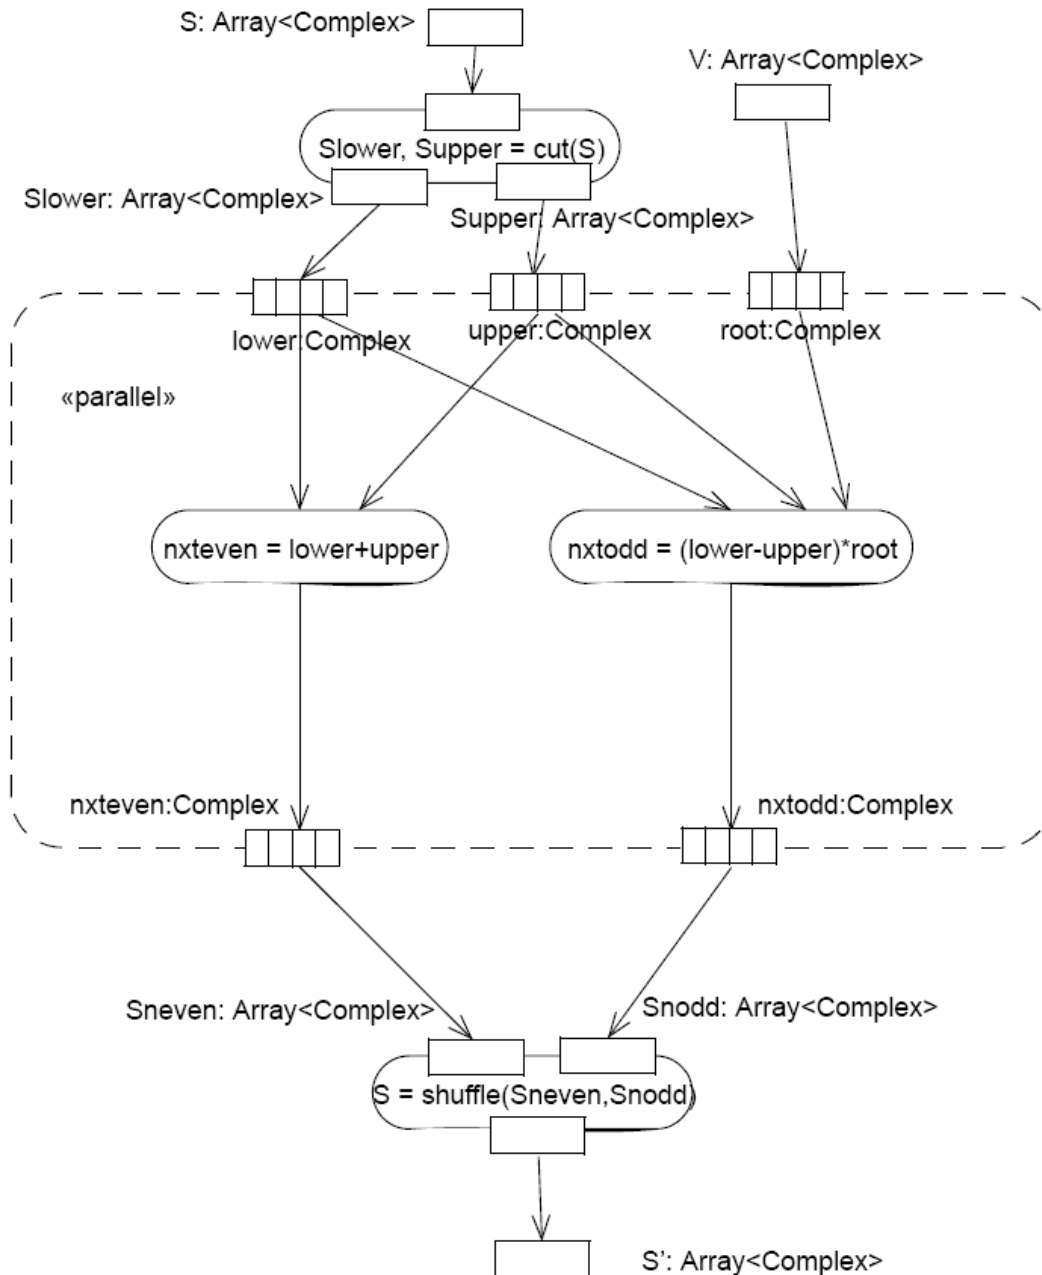 S: Array<Complex>
V: Array<Complex>
Slower, Supper = cut(S)
Slower: Array<Complex>
Supper: Array<Complex>
lower:Complex
upper:Complex
root:Complex
«parallel»
nxteven = lower+upper
nxtodd = (lower-upper)*root
nxteven:Complex
nxtodd:Complex
Sneven: Array<Complex>
Snodd: Array<Complex>
S = shuffle(Sneven,Snodd)
S’: Array<Complex>